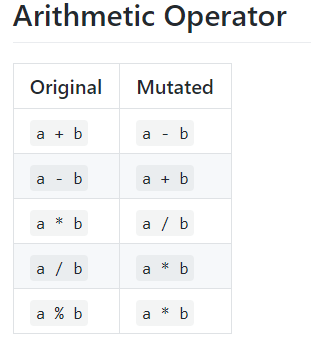 Arithmetic Operator
Original Mutated
a + b a - b
a - b a + b
a * b a / b
a / b a * b
a % b a * b